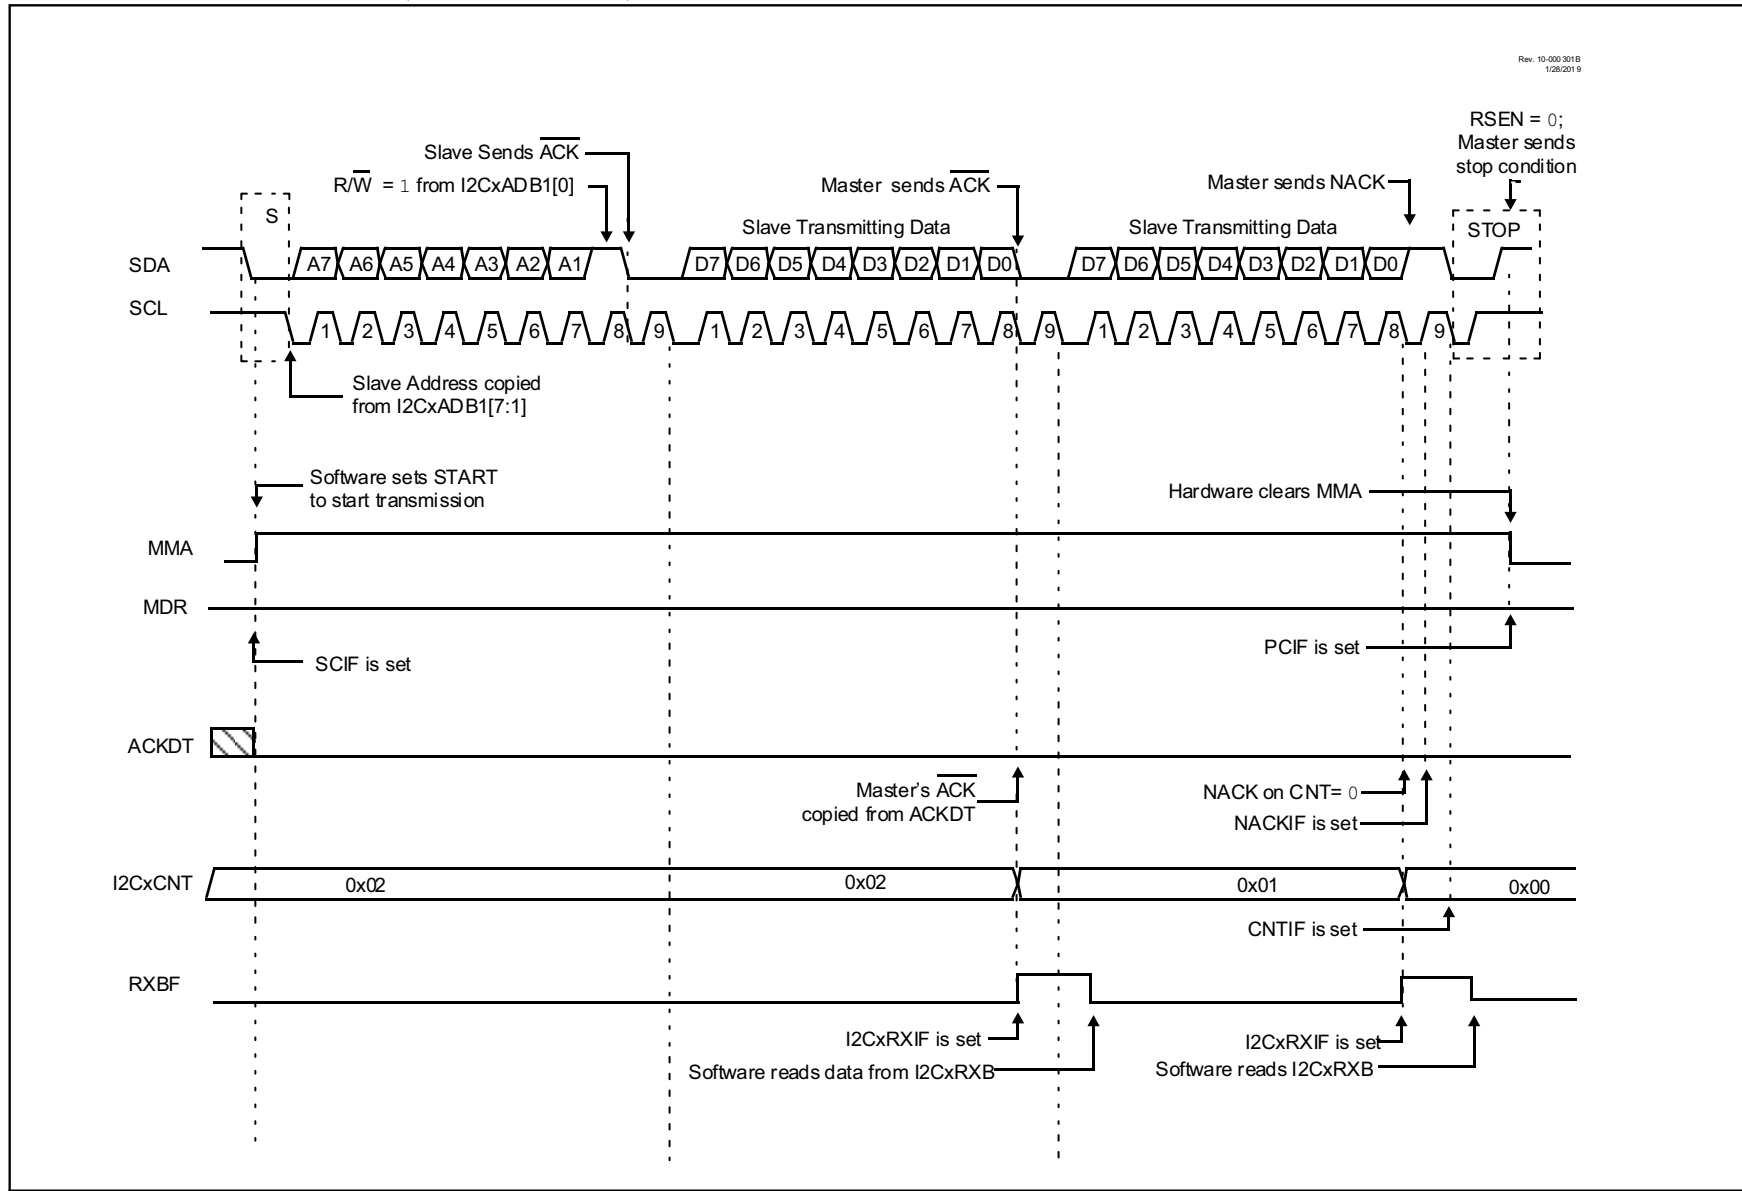 Rev. 10-000 301B
1/28/201 9
RSEN = 0;
Master sends
stop condition
Slave Sends ACK
R/W = 1 from I2CxADB1[0]
Master sends ACK
Master sends NACK
S
Slave Transmitting Data
Slave Transmitting Data
STOP
SDA
A7 A6 A5 A4 A3 A2 A1
D7 D6 D5 D4 D3 D2 D1 D0
D7 D6 D5 D4 D3 D2 D1 D0
SCL
1 2 3 4 5 6 7 8 9
1 2 3 4 5 6 7 8 9
1 2 3 4 5 6 7 8 9
Slave Address copied
from I2CxADB1[7:1]
Software sets START
to start transmission
Hardware clears MMA
MMA
MDR
SCIF is set
PCIF is set
ACKDT
Master's ACK
copied from ACKDT
NACK on CNT= 0
NACKIF is set
I2CxCNT
0x02
0x02
0x01
0x00
CNTIF is set
RXBF
I2CxRXIF is set
Software reads data from I2CxRXB
I2CxRXIF is set
Software reads I2CxRXB